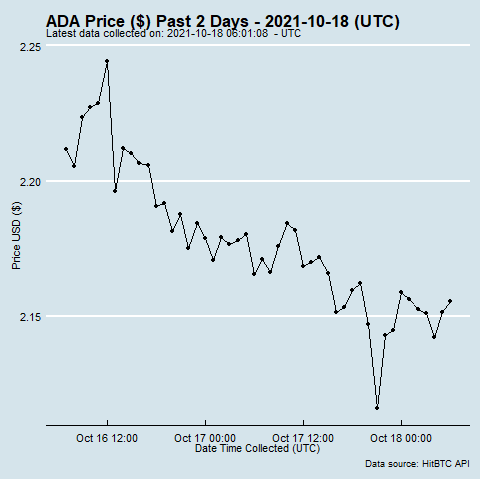 ADA Price ($) Past 2 Days - 2021-10-18 (UTC)
Latest data collected on: 2021-10-18 06:01:08 - UTC
2.25
2.20
2.15
Price USD ($)
Oct 16 12:00
Oct 17 00:00
Oct 17 12:00
Oct 18 00:00
Date Time Collected (UTC)
Data source: HitBTC API